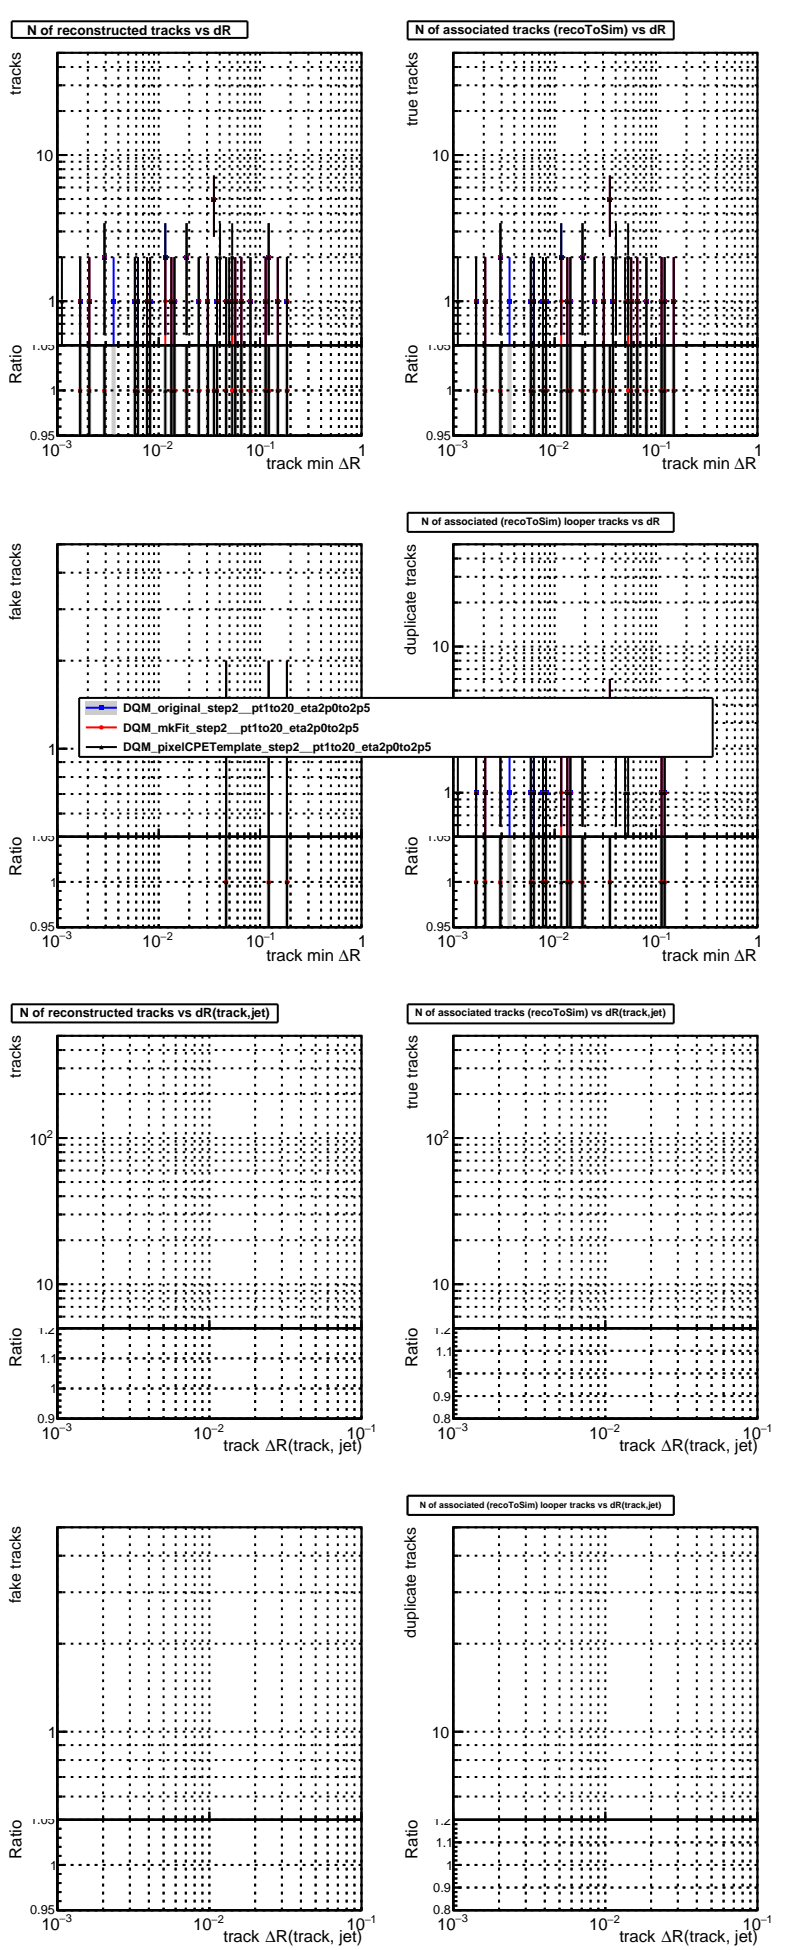 N of reconstructed tracks vs dR
tracks
10
1
Ratio
1.05
1
0.95
10−3
10−2
10−1
1
track min ΔR
N of associated tracks (recoToSim) vs dR
true tracks
10
1
Ratio
1.05
1
0.95
10−3
10−2
10−1
1
track min ΔR
fake tracks
1
Ratio
1.05
1
0.95
10−3
10−2
10−1
1
track min ΔR
N of associated (recoToSim) looper tracks vs dR
duplicate tracks
10
1
Ratio
1.05
1
0.95
10−3
10−2
10−1
1
track min ΔR
DQM_original_step2__pt1to20_eta2p0to2p5
DQM_mkFit_step2__pt1to20_eta2p0to2p5
DQM_pixelCPETemplate_step2__pt1to20_eta2p0to2p5
N of reconstructed tracks vs dR(track,jet)
tracks
10²
10
Ratio
1.2
1.1
1
0.9
10−3
10−2
10−1
track ΔR(track, jet)
N of associated tracks (recoToSim) vs dR(track,jet)
true tracks
10²
10
Ratio
1.2
1.1
1
0.9
0.8
10−3
10−2
10−1
track ΔR(track, jet)
fake tracks
1
Ratio
1.05
1
0.95
10−3
10−2
10−1
track ΔR(track, jet)
N of associated (recoToSim) looper tracks vs dR(track,jet)
duplicate tracks
10
Ratio
1.2
1.1
1
0.9
0.8
10−3
10−2
10−1
track ΔR(track, jet)